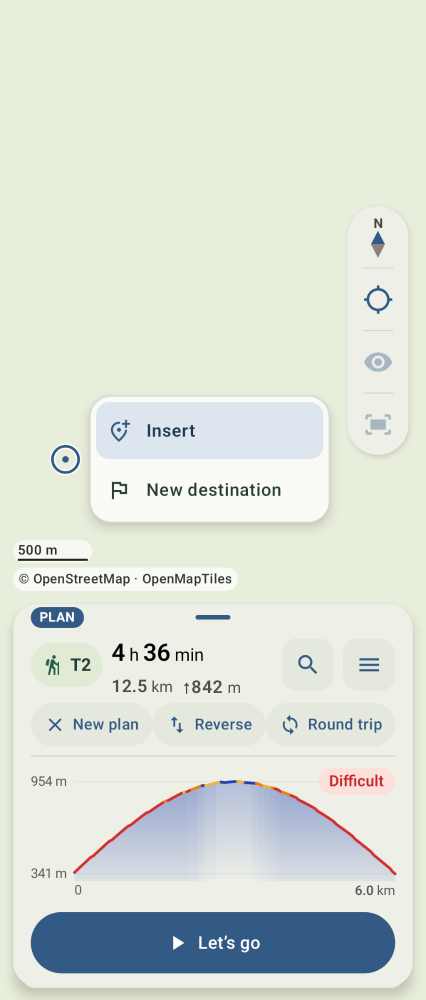 N
Insert
New destination
500 m
© OpenStreetMap · OpenMapTiles
PLAN
T2
4 h 36 min
12.5 km ↑842 m
New plan
Reverse
Round trip
954 m
Difficult
341 m
0
6.0 km
Let’s go